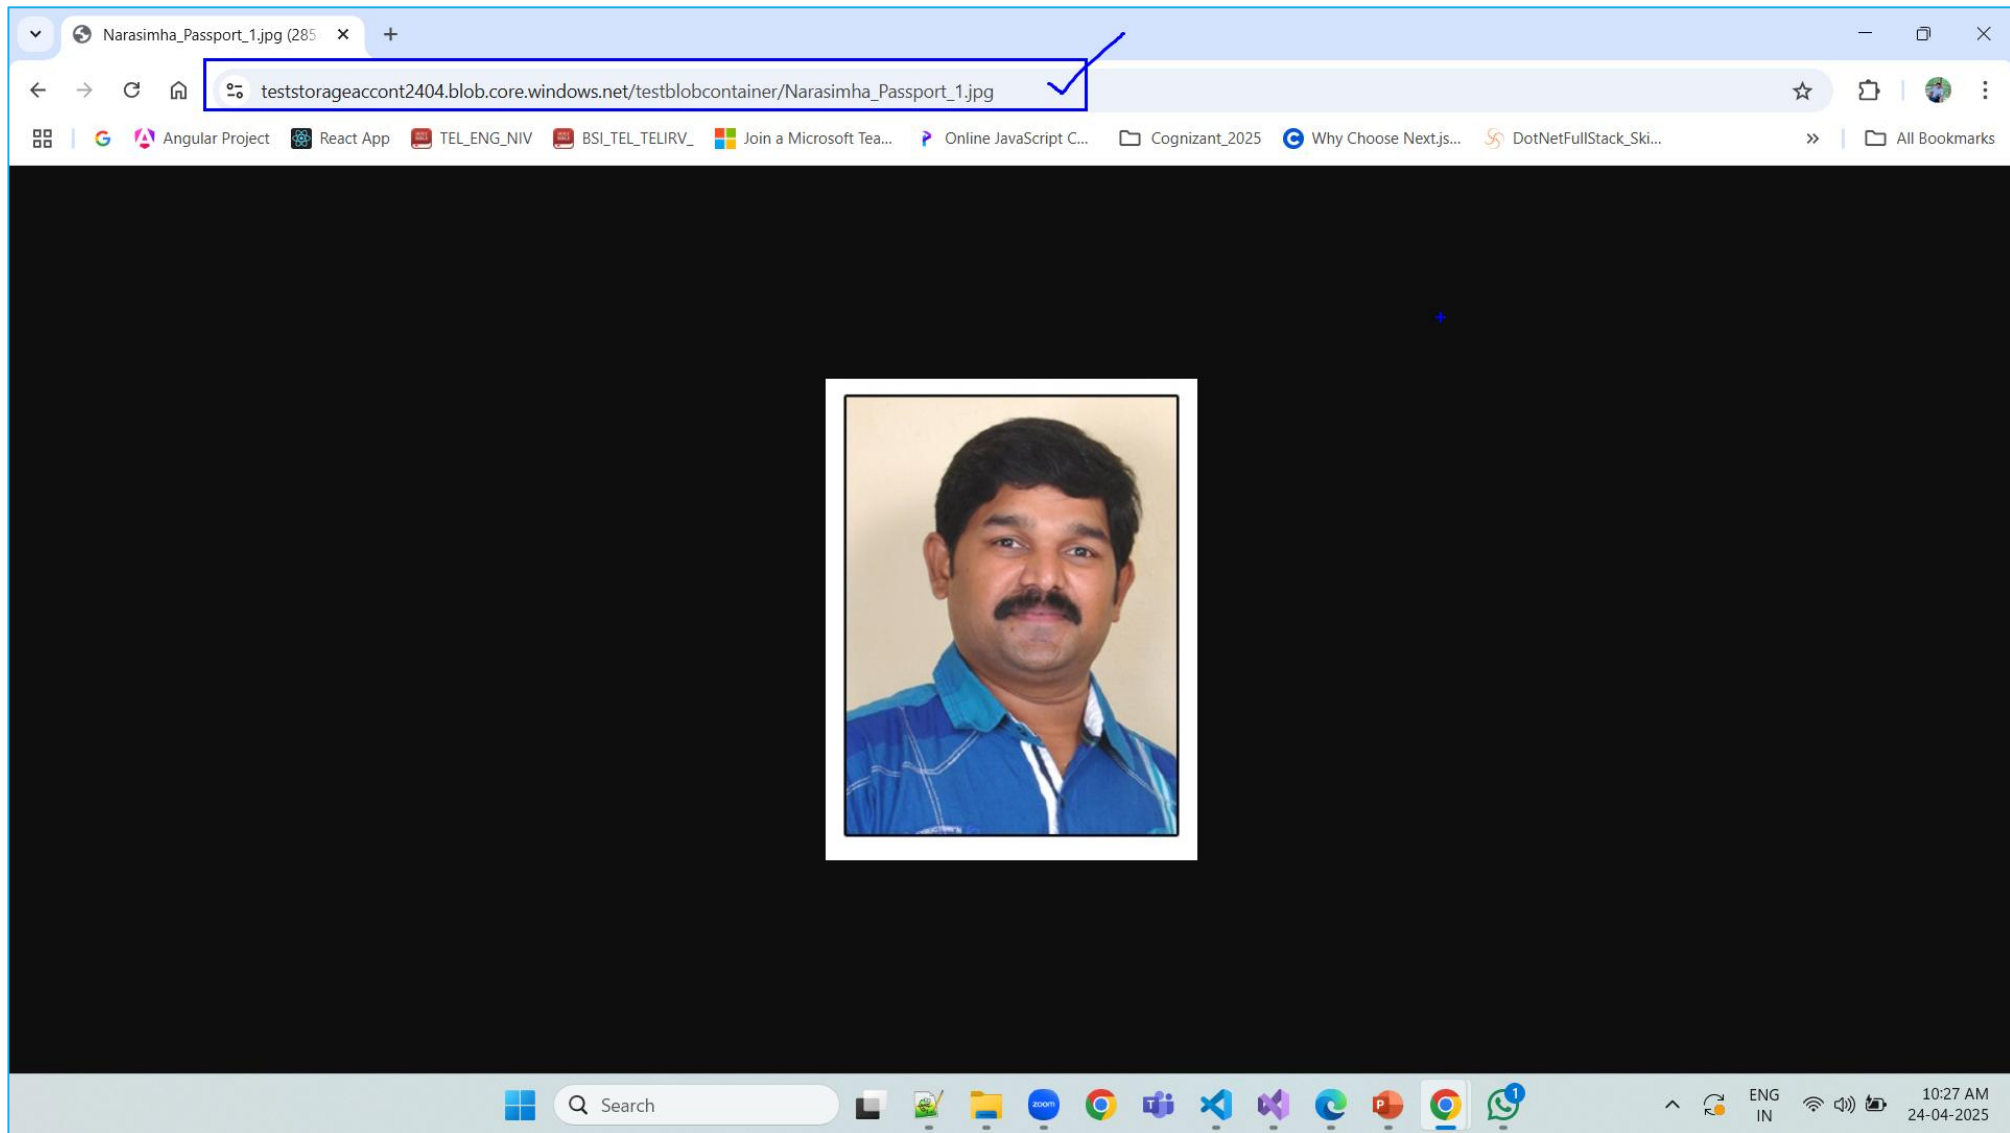 Narasimha_Passport_1.jpg (285
teststorageaccont2404.blob.core.windows.net/testblobcontainer/Narasimha_Passport_1.jpg
Angular Project React App TEL_ENG_NIV BSI_TEL_TELIRV_ Join a Microsoft Tea... Online JavaScript C... Cognizant_2025 Why Choose Next.js... DotNetFullStack_Ski... All Bookmarks
Search
zoom
1
ENG
IN
10:27 AM
24-04-2025